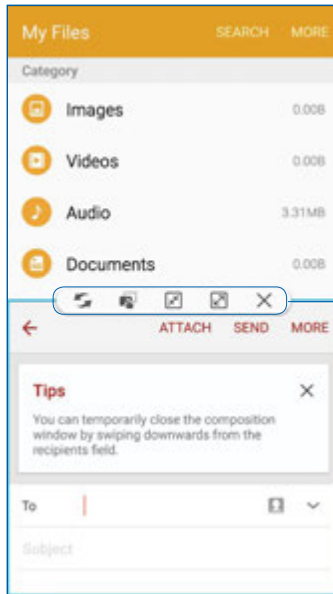 My Files SEARCH MORE
Category
Images 0.00B
Videos 0.00B
Audio 3.31MB
Documents 0.00B
ATTACH SEND MORE
Tips
You can temporarily close the composition
window by swiping downwards from the
recipients field.
To
Subject